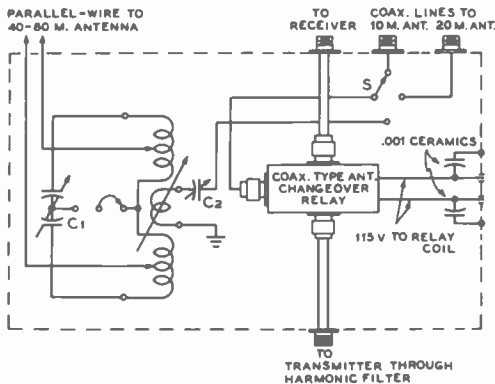 PARALLEL-WIRE TO
40-80 M. ANTENNA
TO
RECEIVER
COAX. LINES TO
10 M. ANT. 20 M. ANT.
S
.001 CERAMICS
COAX. TYPE ANT.
CHANGEOVER
RELAY
C1
C2
115 V TO RELAY
COIL
TO
TRANSMITTER THROUGH
HARMONIC FILTER